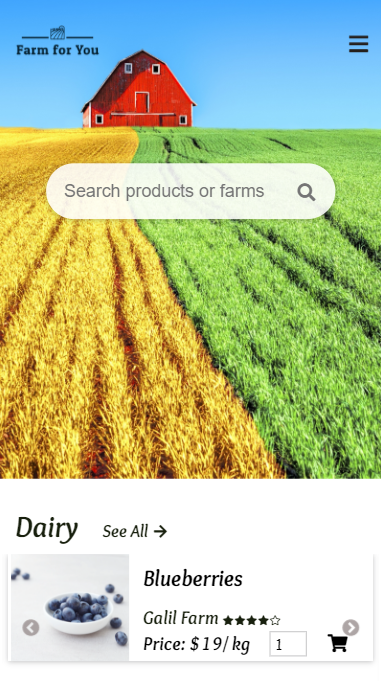 Farm for You
Search products or farms
Dairy See All
Blueberries
Galil Farm
Price: $19/kg 1